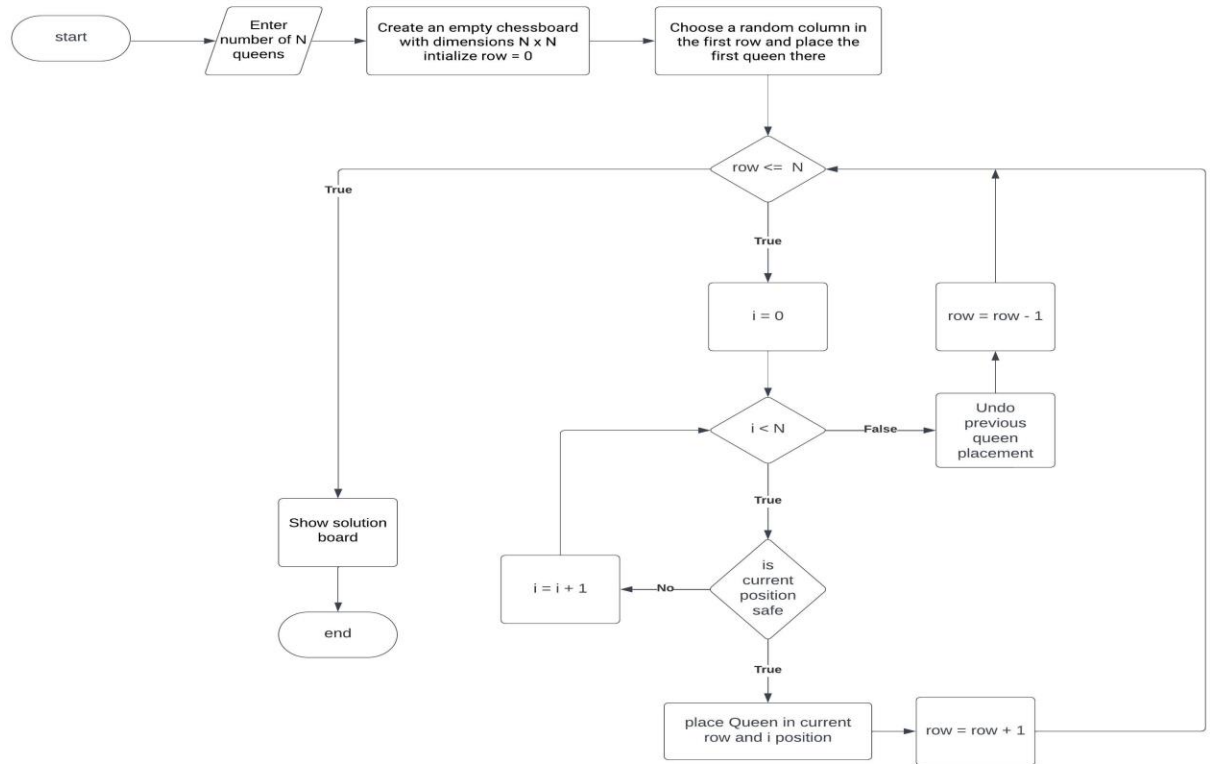 start
Enter
number of N
queens
Create an empty chessboard
with dimensions N x N
intialize row = 0
Choose a random column in
the first row and place the
first queen there
row <= N
True
True
i = 0
row = row - 1
i < N
False
Undo
previous
queen
placement
True
Show solution
board
is
current
position
safe
No
i = i + 1
end
True
place Queen in current
row and i position
row = row + 1